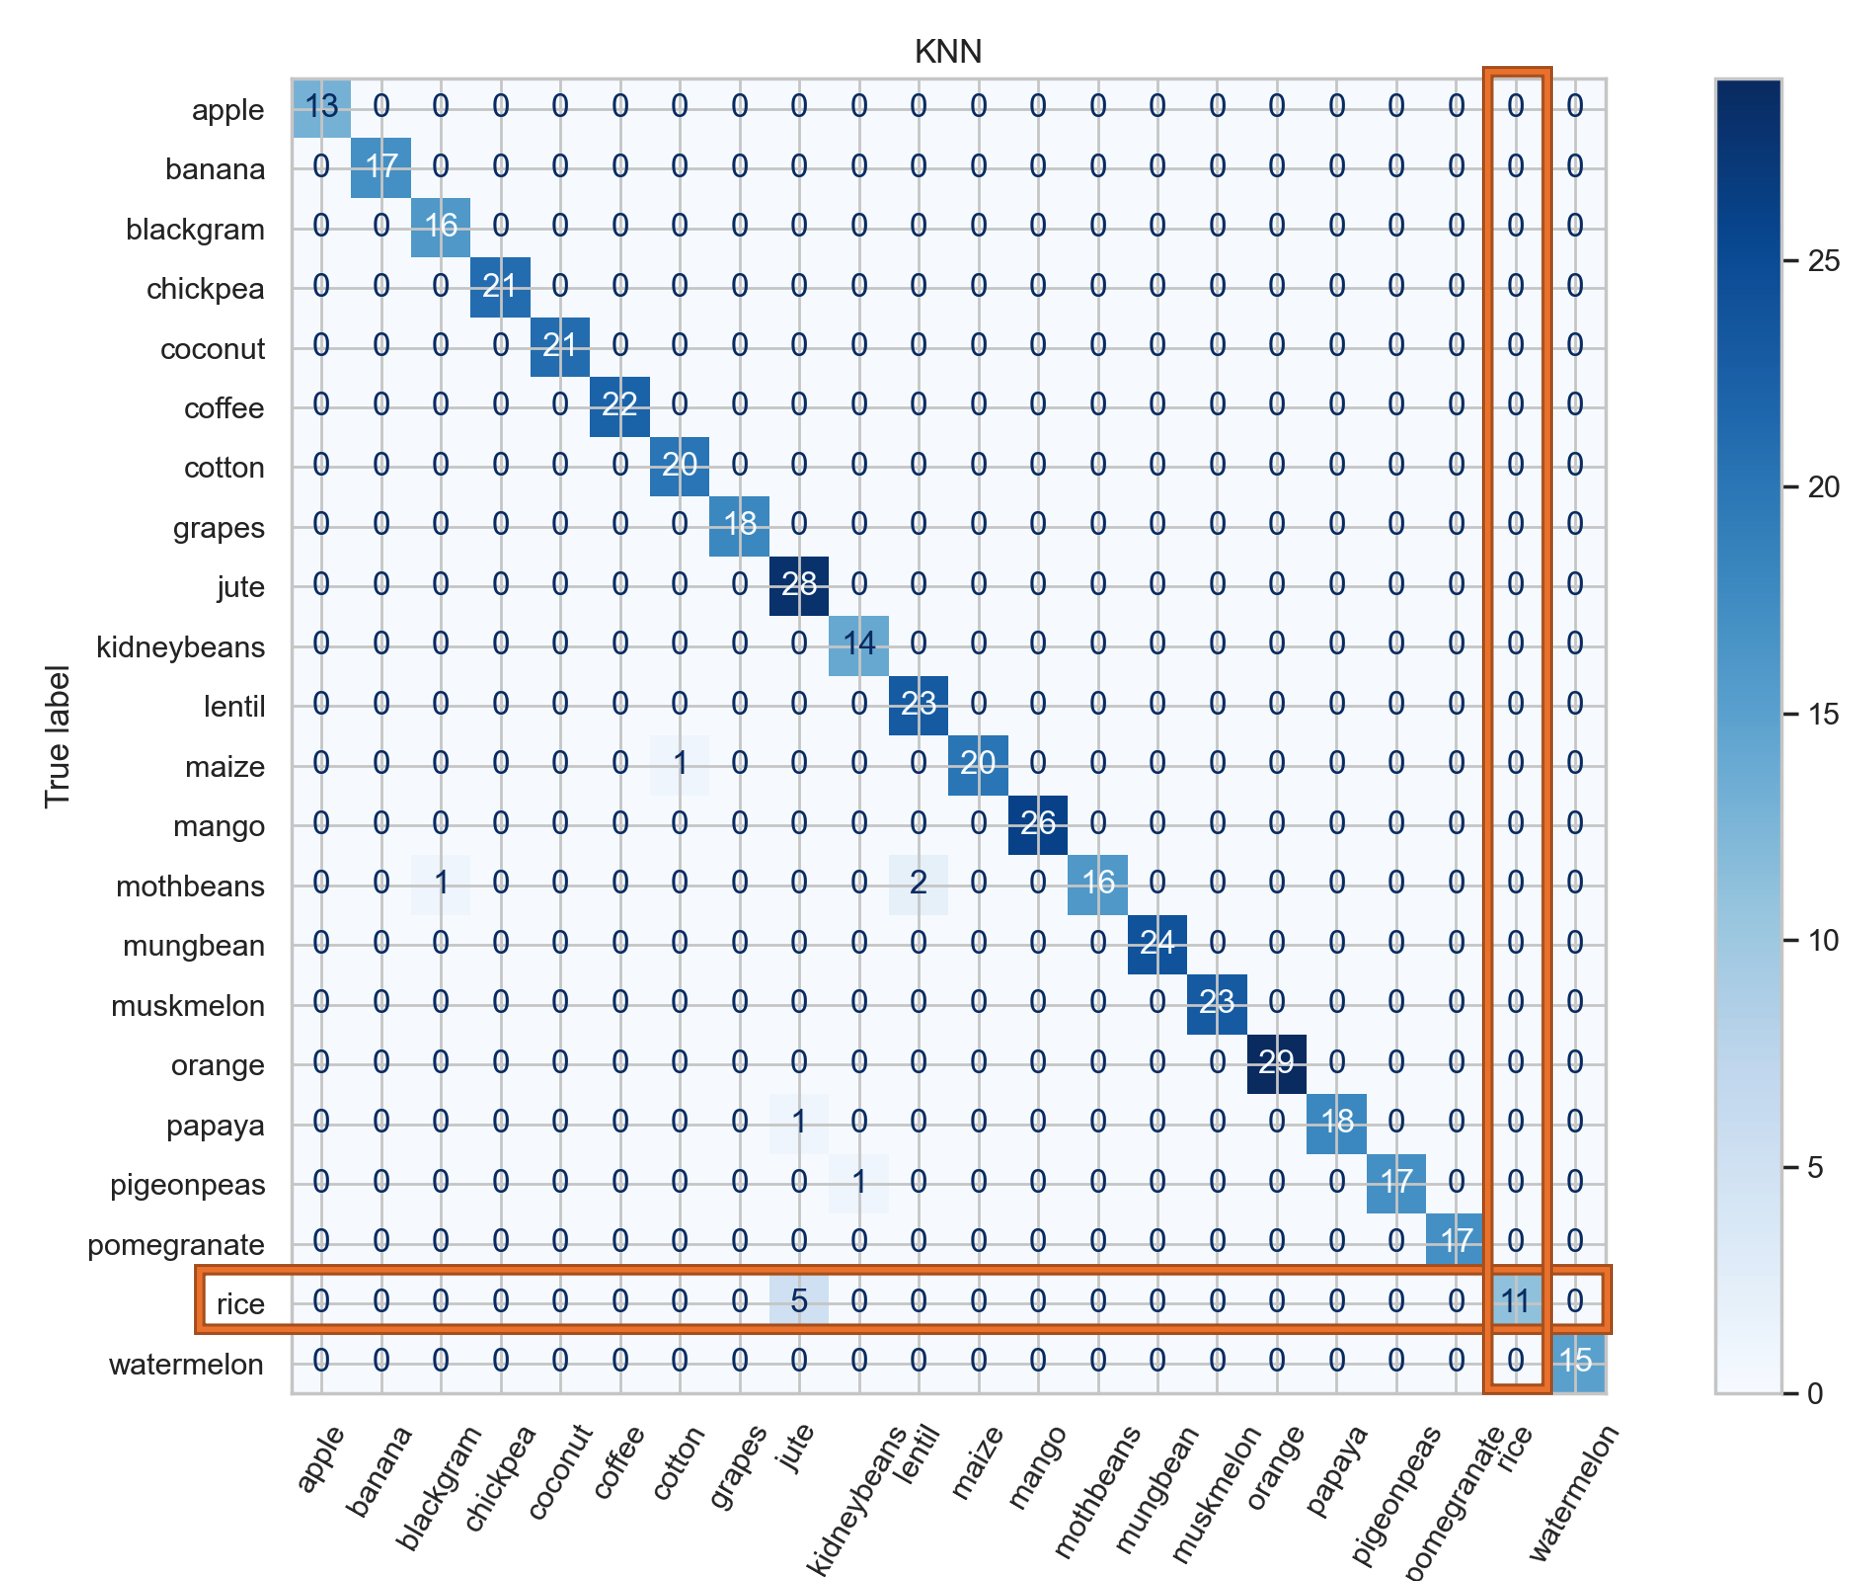 KNN
apple 13 0 0 0 0 0 0 0 0 0 0 0 0 0 0 0 0 0 0 0 0 0
banana 0 17 0 0 0 0 0 0 0 0 0 0 0 0 0 0 0 0 0 0 0 0
blackgram 0 0 16 0 0 0 0 0 0 0 0 0 0 0 0 0 0 0 0 0 0 0
25
chickpea 0 0 0 21 0 0 0 0 0 0 0 0 0 0 0 0 0 0 0 0 0 0
coconut 0 0 0 0 21 0 0 0 0 0 0 0 0 0 0 0 0 0 0 0 0 0
coffee 0 0 0 0 0 22 0 0 0 0 0 0 0 0 0 0 0 0 0 0 0 0
cotton 0 0 0 0 0 0 20 0 0 0 0 0 0 0 0 0 0 0 0 0 0 0
20
grapes 0 0 0 0 0 0 0 18 0 0 0 0 0 0 0 0 0 0 0 0 0 0
jute 0 0 0 0 0 0 0 0 28 0 0 0 0 0 0 0 0 0 0 0 0 0
kidneybeans 0 0 0 0 0 0 0 0 0 14 0 0 0 0 0 0 0 0 0 0 0 0
lentil 0 0 0 0 0 0 0 0 0 0 23 0 0 0 0 0 0 0 0 0 0 0
15
True label
maize 0 0 0 0 0 0 1 0 0 0 0 20 0 0 0 0 0 0 0 0 0 0
mango 0 0 0 0 0 0 0 0 0 0 0 0 26 0 0 0 0 0 0 0 0 0
mothbeans 0 0 1 0 0 0 0 0 0 0 2 0 0 16 0 0 0 0 0 0 0 0
mungbean 0 0 0 0 0 0 0 0 0 0 0 0 0 0 24 0 0 0 0 0 0 0
10
muskmelon 0 0 0 0 0 0 0 0 0 0 0 0 0 0 0 23 0 0 0 0 0 0
orange 0 0 0 0 0 0 0 0 0 0 0 0 0 0 0 0 29 0 0 0 0 0
papaya 0 0 0 0 0 0 0 0 1 0 0 0 0 0 0 0 0 18 0 0 0 0
pigeonpeas 0 0 0 0 0 0 0 0 0 1 0 0 0 0 0 0 0 0 17 0 0 0
5
pomegranate 0 0 0 0 0 0 0 0 0 0 0 0 0 0 0 0 0 0 0 17 0 0
rice 0 0 0 0 0 0 0 0 5 0 0 0 0 0 0 0 0 0 0 0 11 0
watermelon 0 0 0 0 0 0 0 0 0 0 0 0 0 0 0 0 0 0 0 0 0 15
0
apple banana blackgram chickpea coconut coffee cotton grapes jute kidneybeans lentil maize mango mothbeans mungbean muskmelon orange papaya pigeonpeas pomegranate rice watermelon